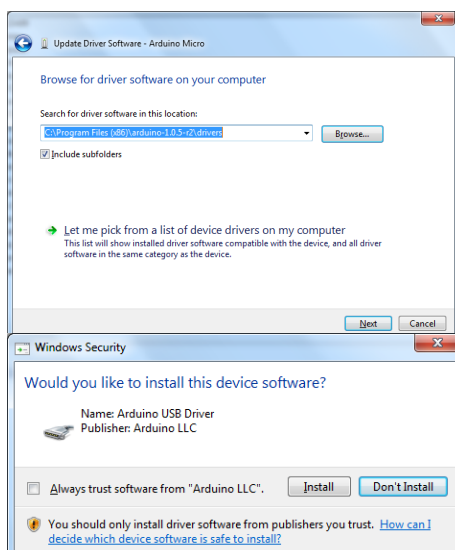 Update Driver Software - Arduino Micro
Browse for driver software on your computer
Search for driver software in this location:
C:\Program Files (x86)\arduino-1.0.5-r2\drivers
Browse...
Include subfolders
Let me pick from a list of device drivers on my computer
This list will show installed driver software compatible with the device, and all driver
software in the same category as the device.
Next Cancel
Windows Security
Would you like to install this device software?
Name: Arduino USB Driver
Publisher: Arduino LLC
Always trust software from "Arduino LLC". Install Don't Install
You should only install driver software from publishers you trust. How can I
decide which device software is safe to install?